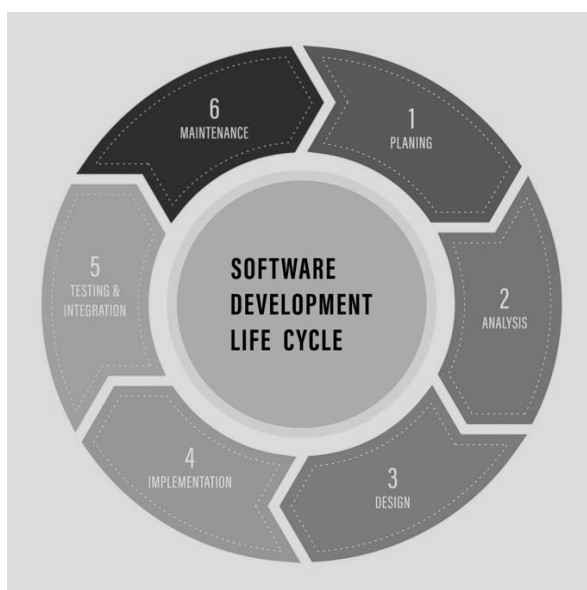 SOFTWARE
DEVELOPMENT
LIFE CYCLE
1
PLANING
2
ANALYSIS
3
DESIGN
4
IMPLEMENTATION
5
TESTING &
INTEGRATION
6
MAINTENANCE